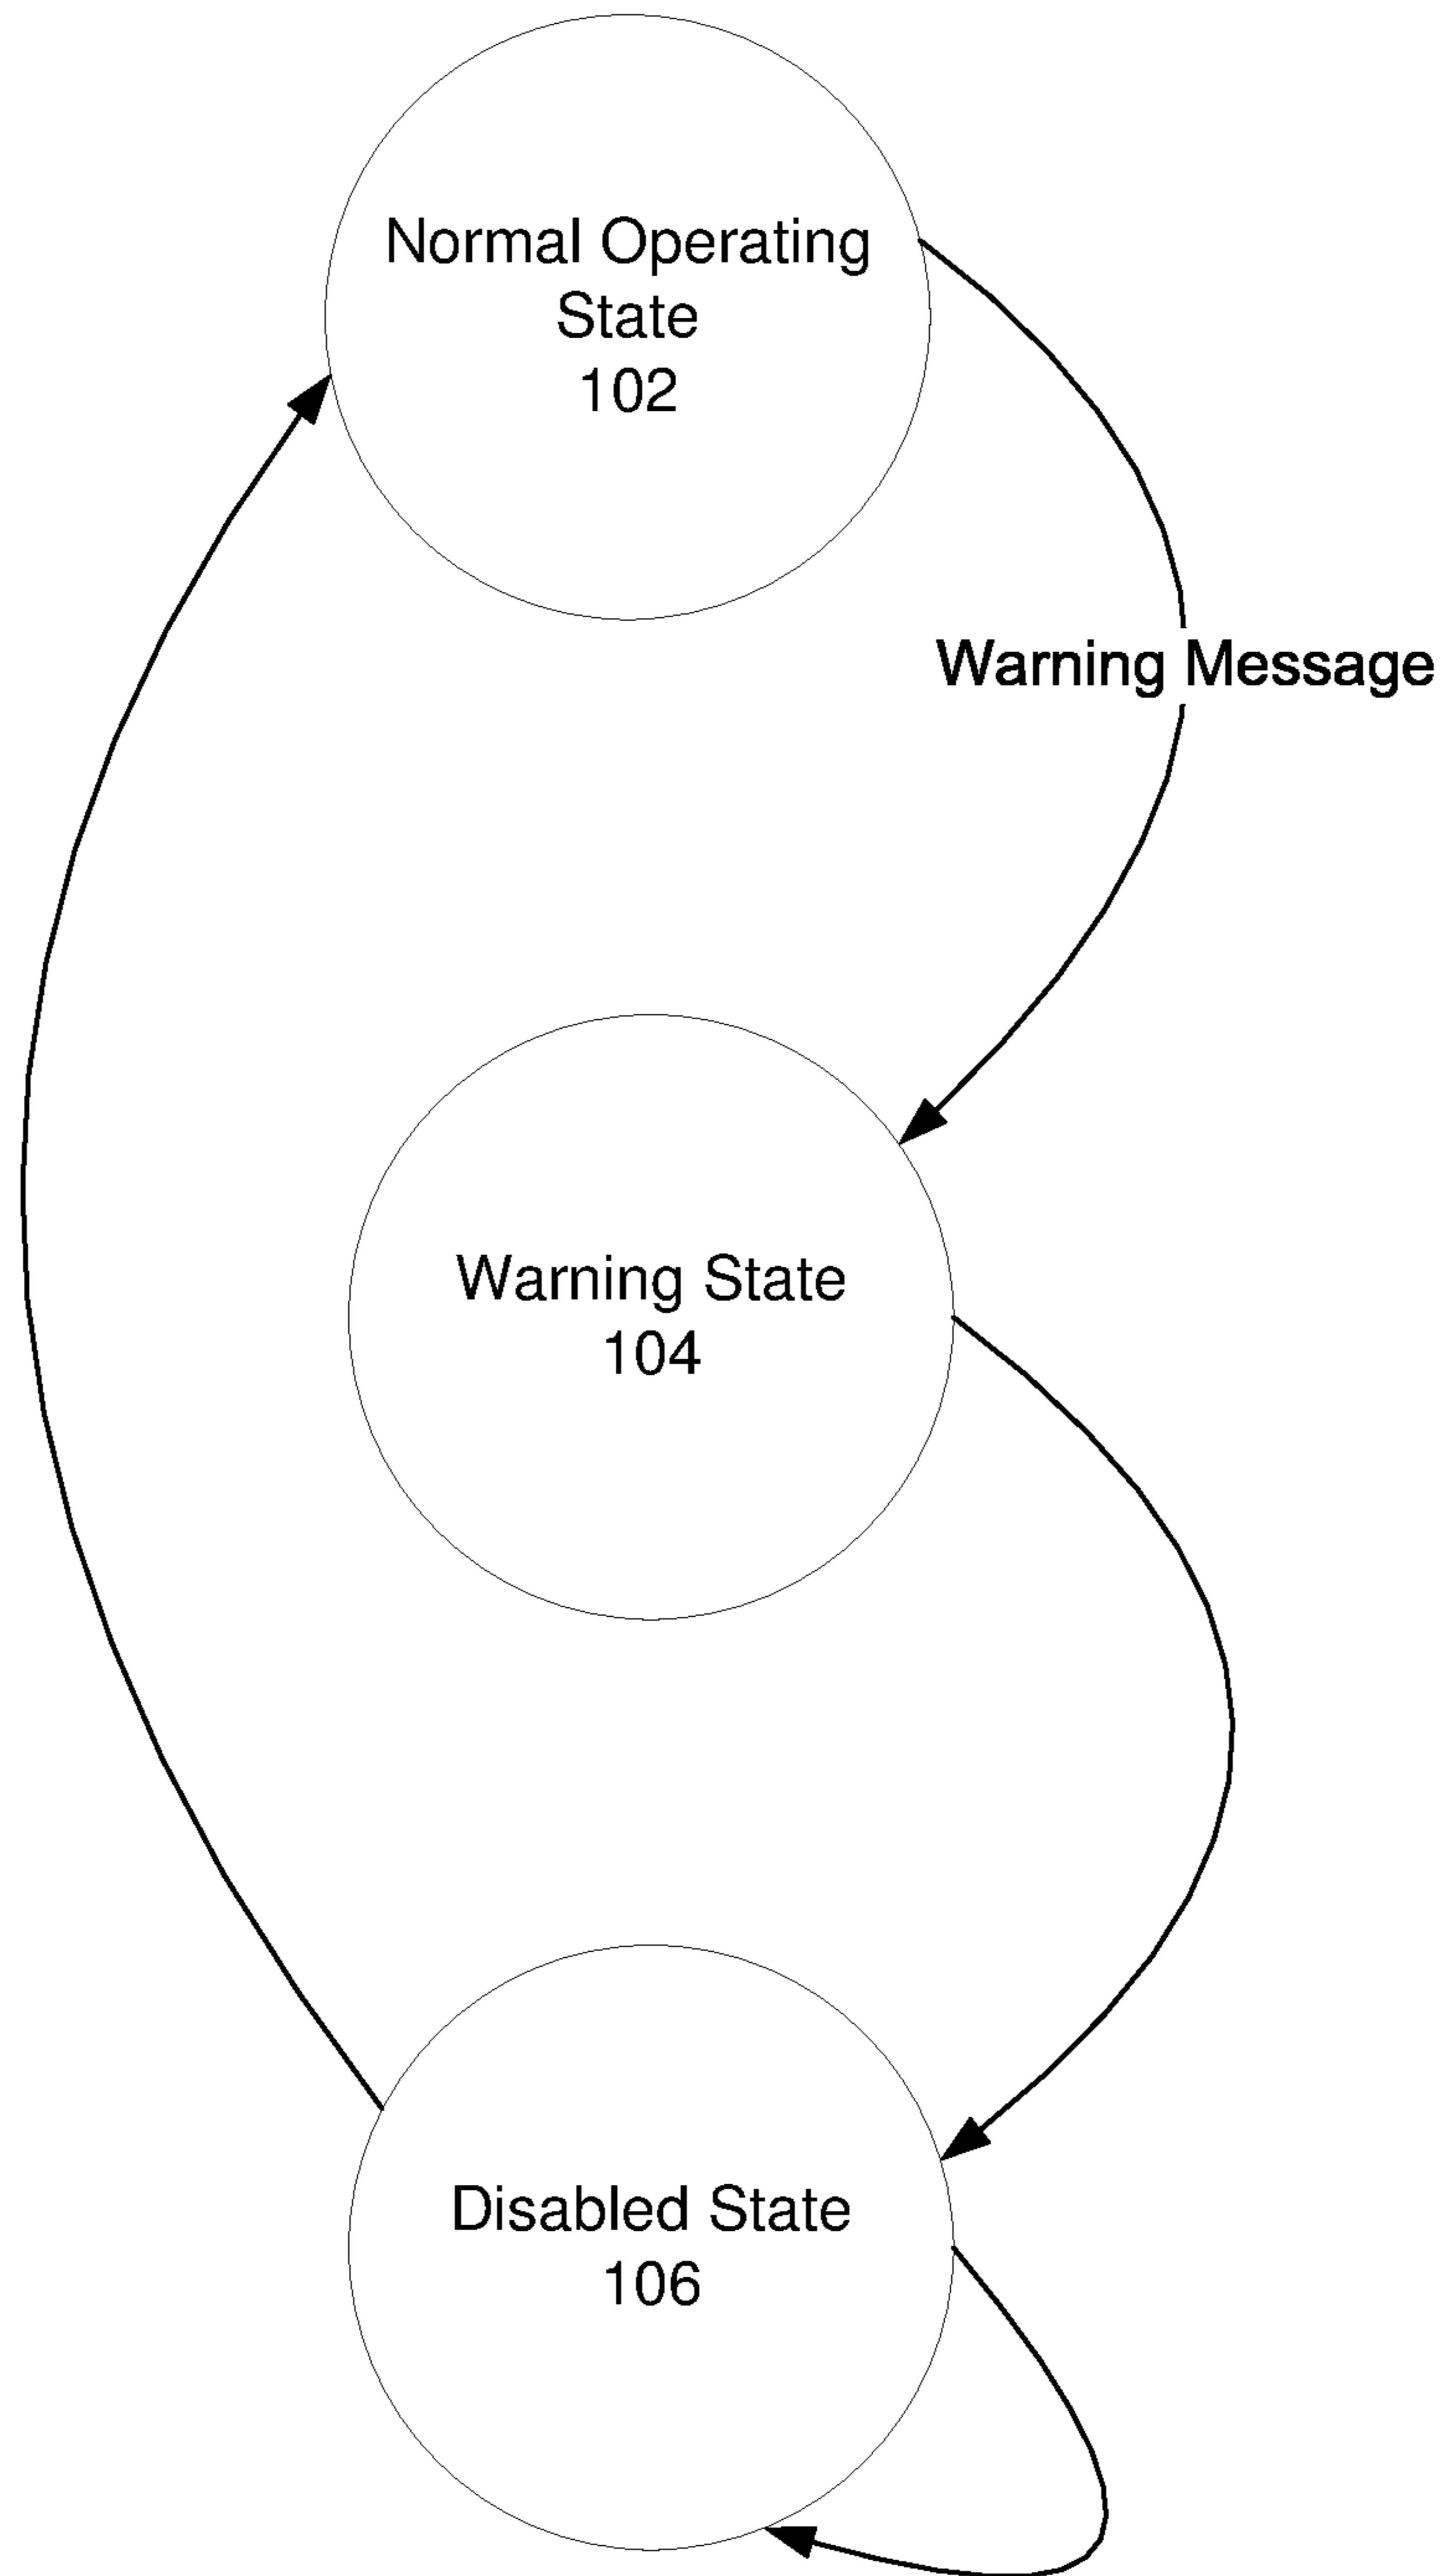 Normal Operating
State
102
Warning Message
Warning State
104
Disabled State
106